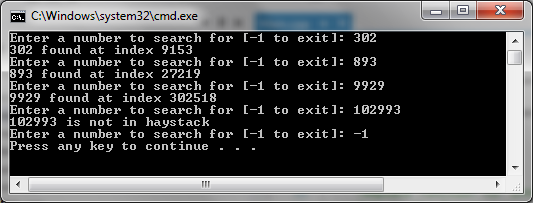 C:\Windows\system32\cmd.exe
Enter a number to search for [-1 to exit]: 302
302 found at index 9153
Enter a number to search for [-1 to exit]: 893
893 found at index 27219
Enter a number to search for [-1 to exit]: 9929
9929 found at index 302518
Enter a number to search for [-1 to exit]: 102993
102993 is not in haystack
Enter a number to search for [-1 to exit]: -1
Press any key to continue . . .